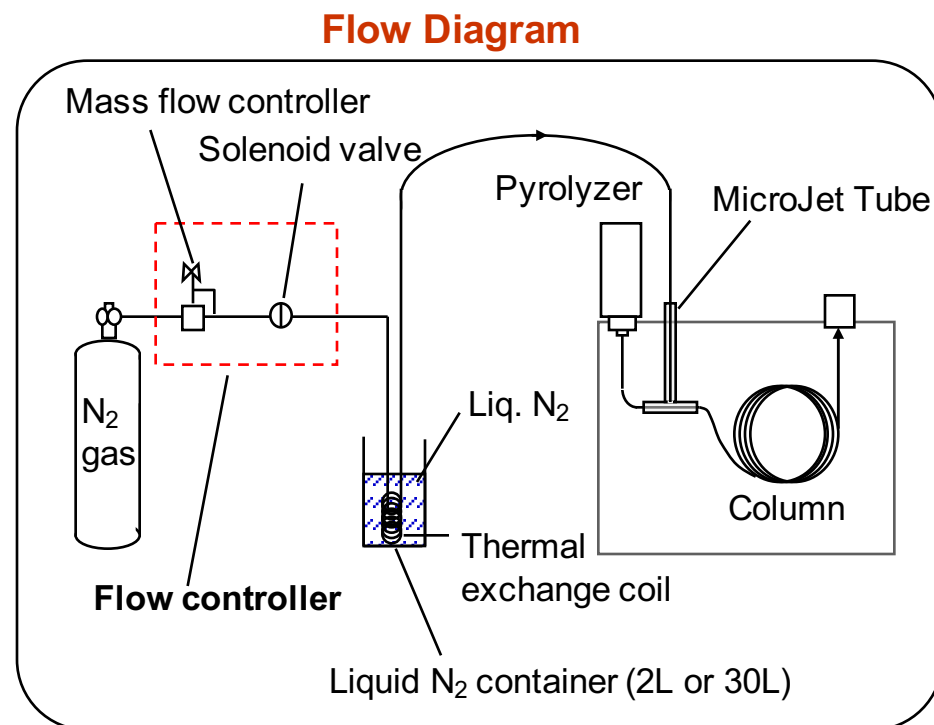 Flow Diagram
Mass flow controller
Solenoid valve
Pyrolyzer
MicroJet Tube
N₂
gas
Liq. N₂
Column
Thermal
exchange coil
Flow controller
Liquid N₂ container (2L or 30L)